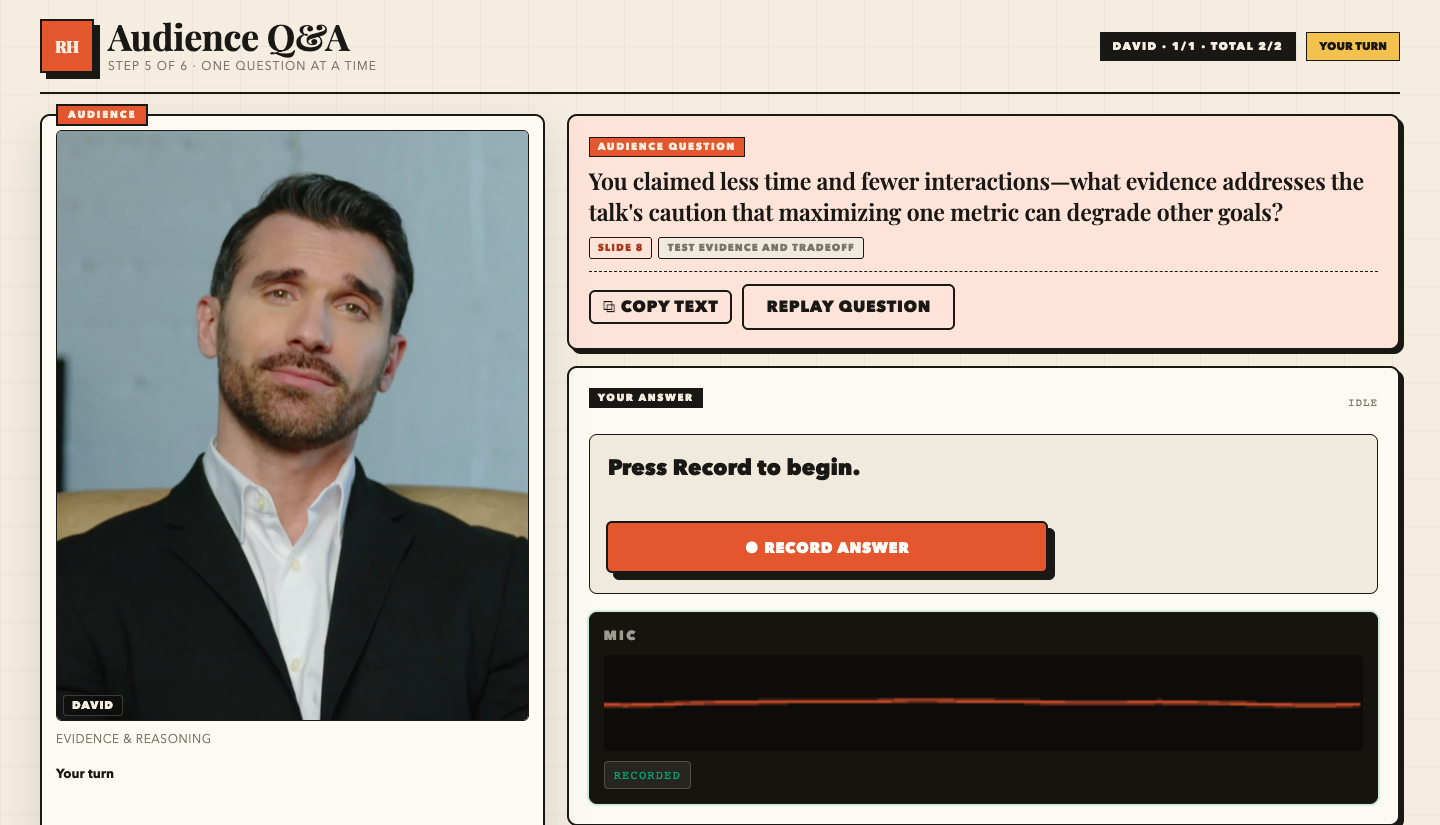 RH
Audience Q&A
STEP 5 OF 6 · ONE QUESTION AT A TIME
DAVID • 1/1 • TOTAL 2/2
YOUR TURN
AUDIENCE
DAVID
EVIDENCE & REASONING
Your turn
AUDIENCE QUESTION
You claimed less time and fewer interactions—what evidence addresses the
talk's caution that maximizing one metric can degrade other goals?
SLIDE 8
TEST EVIDENCE AND TRADEOFF
COPY TEXT
REPLAY QUESTION
YOUR ANSWER
IDLE
Press Record to begin.
RECORD ANSWER
MIC
RECORDED